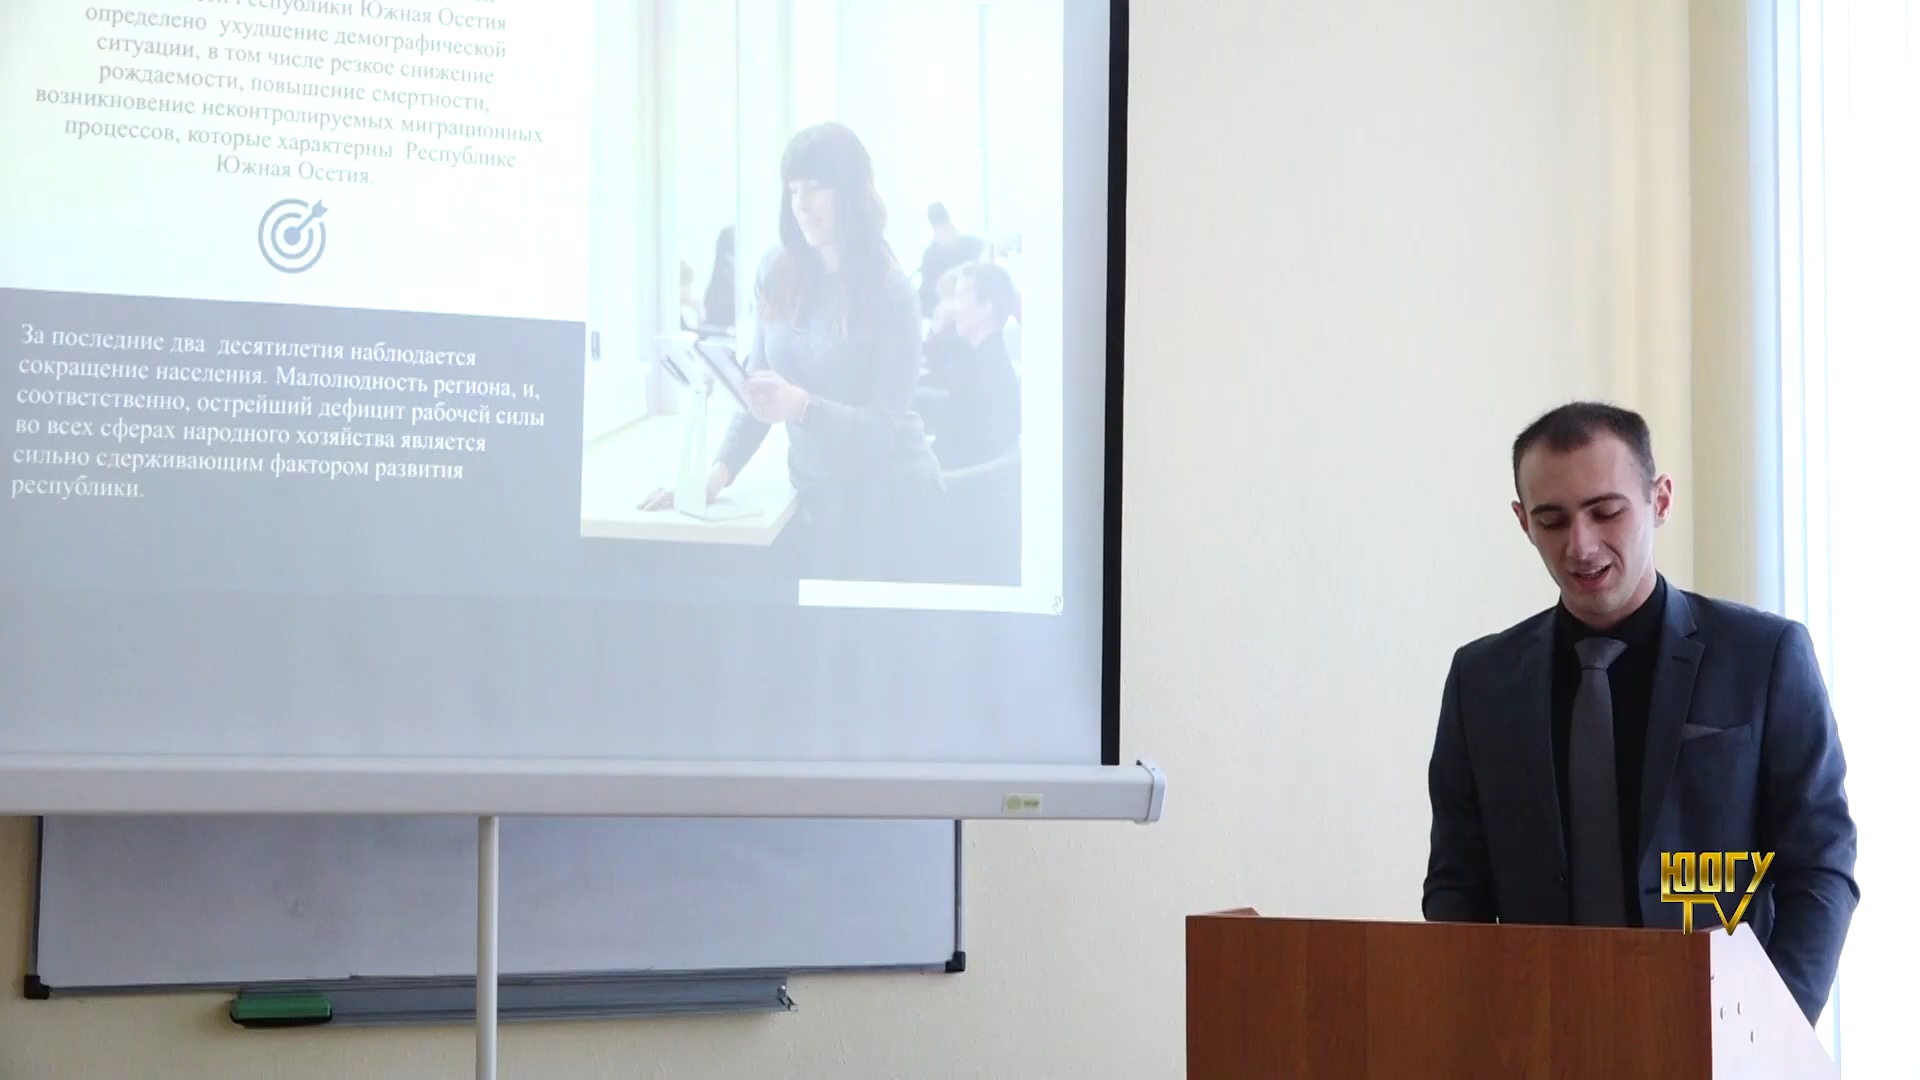 Республики Южная Осетия
определено ухудшение демографической
ситуации, в том числе резкое снижение
рождаемости, повышение смертности,
возникновение неконтролируемых миграционных
процессов, которые характерны Республике
Южная Осетия.
За последние два десятилетия наблюдается
сокращение населения. Малолюдность региона, и,
соответственно, острейший дефицит рабочей силы
во всех сферах народного хозяйства является
сильно сдерживающим фактором развития
республики.
ЮОГУ
TV